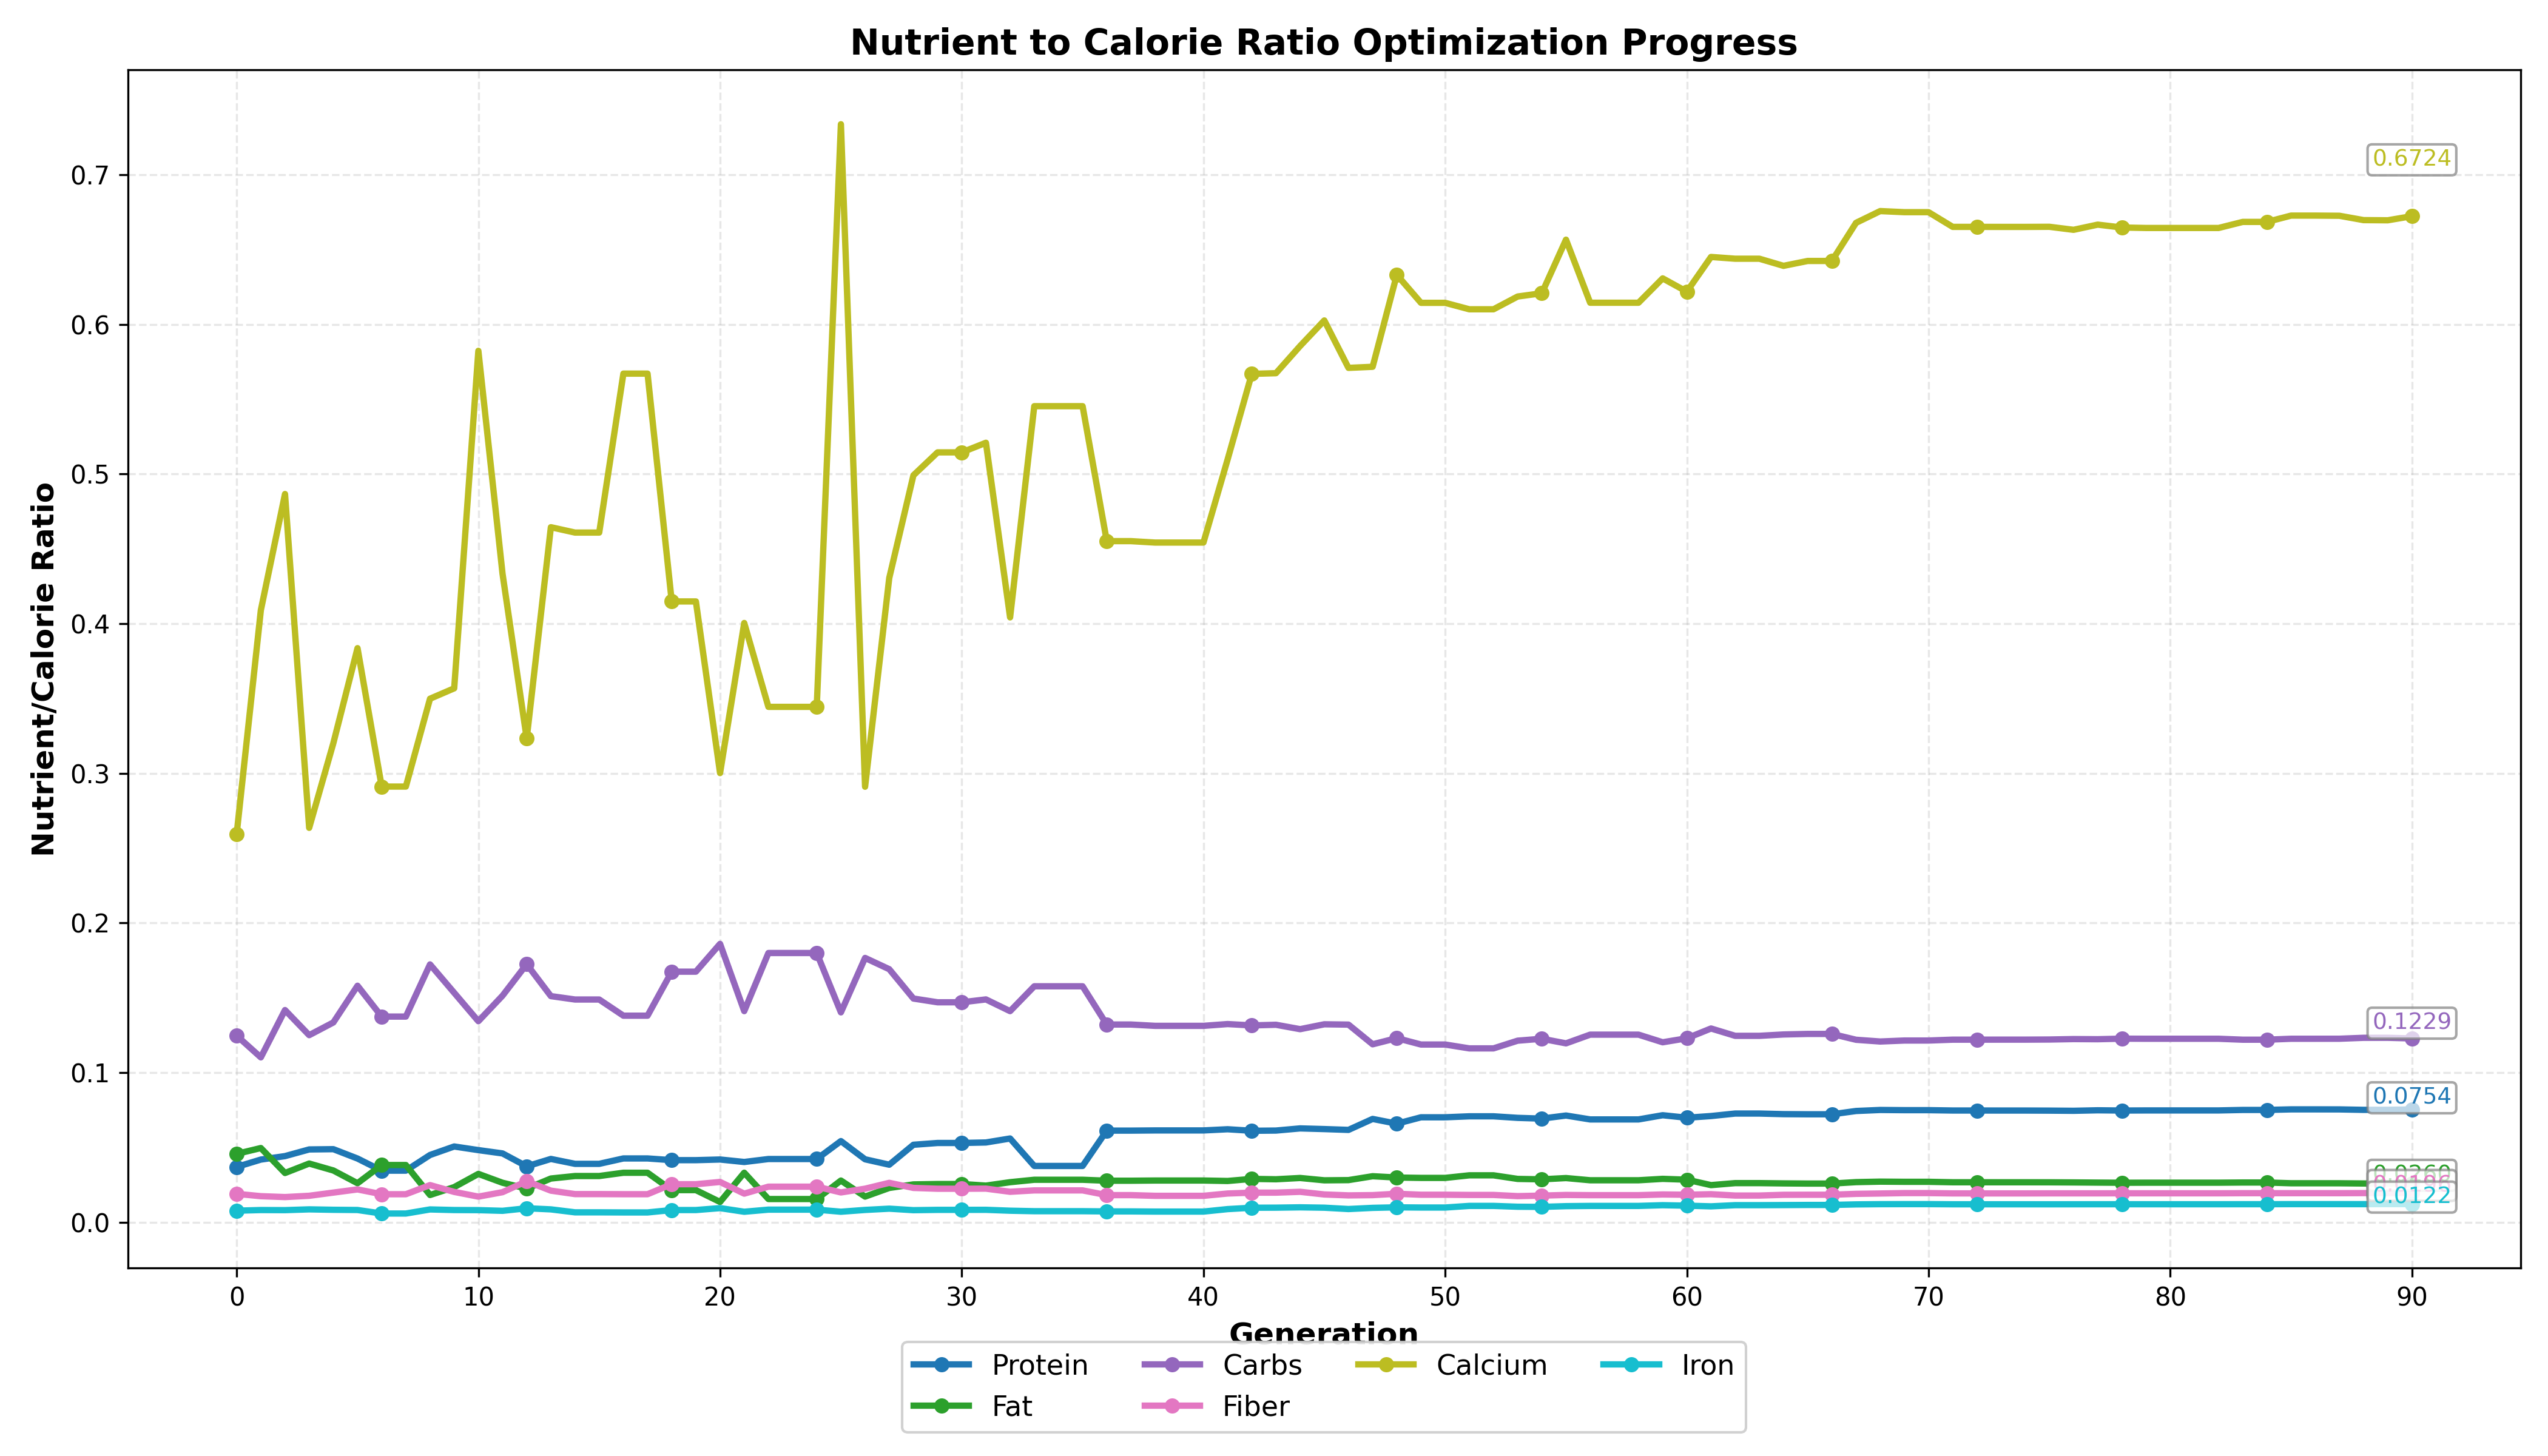 Nutrient to Calorie Ratio Optimization Progress
Nutrient/Calorie Ratio
0.7
0.6
0.5
0.4
0.3
0.2
0.1
0.0
0.6724
0.1229
0.0754
0.0122
0 10 20 30 40 50 60 70 80 90
Generation
Protein Carbs Calcium Iron
Fat Fiber